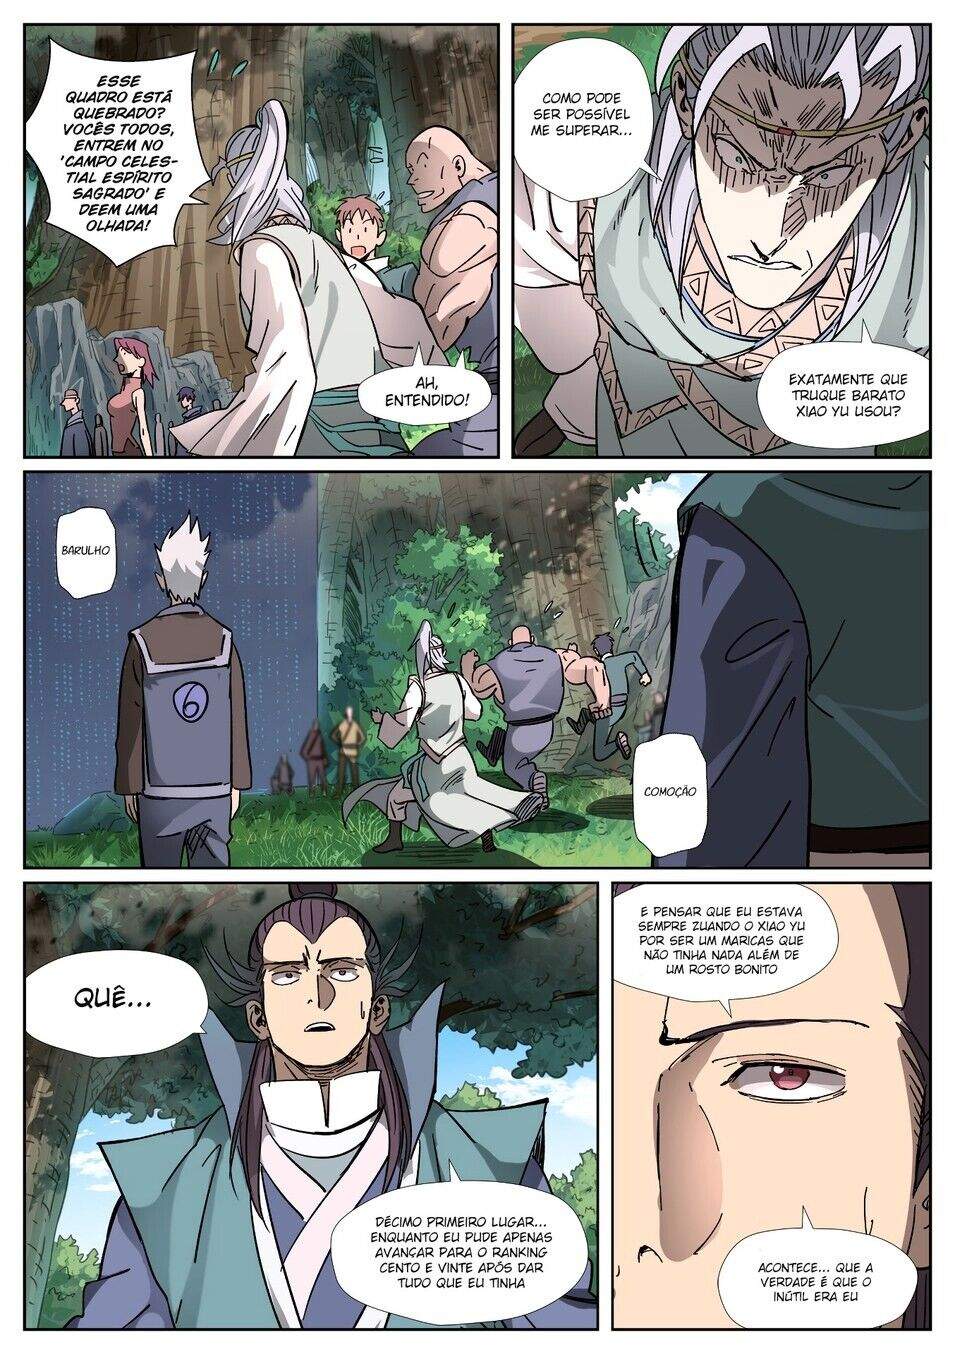 ESSE
QUADRO ESTÁ
QUEBRADO?
VOCÊS TODOS,
ENTREM NO
'CAMPO CELES-
TIAL ESPÍRITO
SAGRADO' E
DEEM UMA
OLHADA!
AH,
ENTENDIDO!
COMO PODE
SER POSSÍVEL
ME SUPERAR...
EXATAMENTE QUE
TRUQUE BARATO
XIAO YU USOU?
BARULHO
6
COMOÇÃO
QUÊ...
DÉCIMO PRIMEIRO LUGAR...
ENQUANTO EU PUDE APENAS
AVANÇAR PARA O RANKING
CENTO E VINTE APÓS DAR
TUDO QUE EU TINHA
E PENSAR QUE EU ESTAVA
SEMPRE ZUANDO O XIAO YU
POR SER UM MARICAS QUE
NÃO TINHA NADA ALÉM DE
UM ROSTO BONITO
ACONTECE... QUE A
VERDADE É QUE O
INÚTIL ERA EU